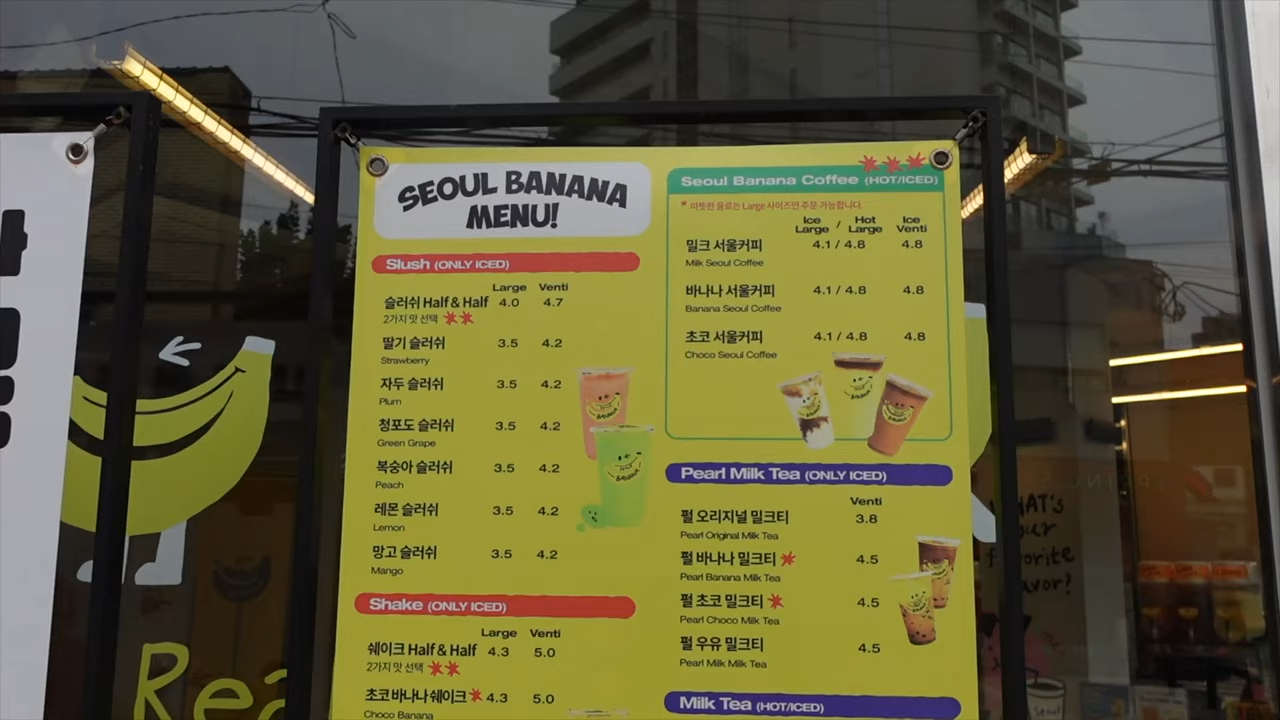 SEOUL BANANA
MENU!
Slush (ONLY ICED)
Large Venti
슬러쉬 Half & Half 4.0 4.7
2가지 맛 선택
딸기 슬러쉬 3.5 4.2
Strawberry
자두 슬러쉬 3.5 4.2
Plum
청포도 슬러쉬 3.5 4.2
Green Grape
복숭아 슬러쉬 3.5 4.2
Peach
레몬 슬러쉬 3.5 4.2
Lemon
망고 슬러쉬 3.5 4.2
Mango
Shake (ONLY ICED)
Large Venti
쉐이크 Half & Half 4.3 5.0
2가지 맛 선택
초코 바나나 쉐이크 4.3 5.0
Choco Banana
Seoul Banana Coffee (HOT/ICED)
* 따뜻한 음료는 Large 사이즈만 주문 가능합니다.
Ice Large / Hot Large Ice Venti
밀크 서울커피 4.1 / 4.8 4.8
Milk Seoul Coffee
바나나 서울커피 4.1 / 4.8 4.8
Banana Seoul Coffee
초코 서울커피 4.1 / 4.8 4.8
Choco Seoul Coffee
Pearl Milk Tea (ONLY ICED)
Venti
펄 오리지널 밀크티 3.8
Pearl Original Milk Tea
펄 바나나 밀크티 4.5
Pearl Banana Milk Tea
펄 초코 밀크티 4.5
Pearl Choco Milk Tea
펄 우유 밀크티 4.5
Pearl Milk Milk Tea
Milk Tea (HOT/ICED)
Rea
WHAT'S
your
favorite
flavor?